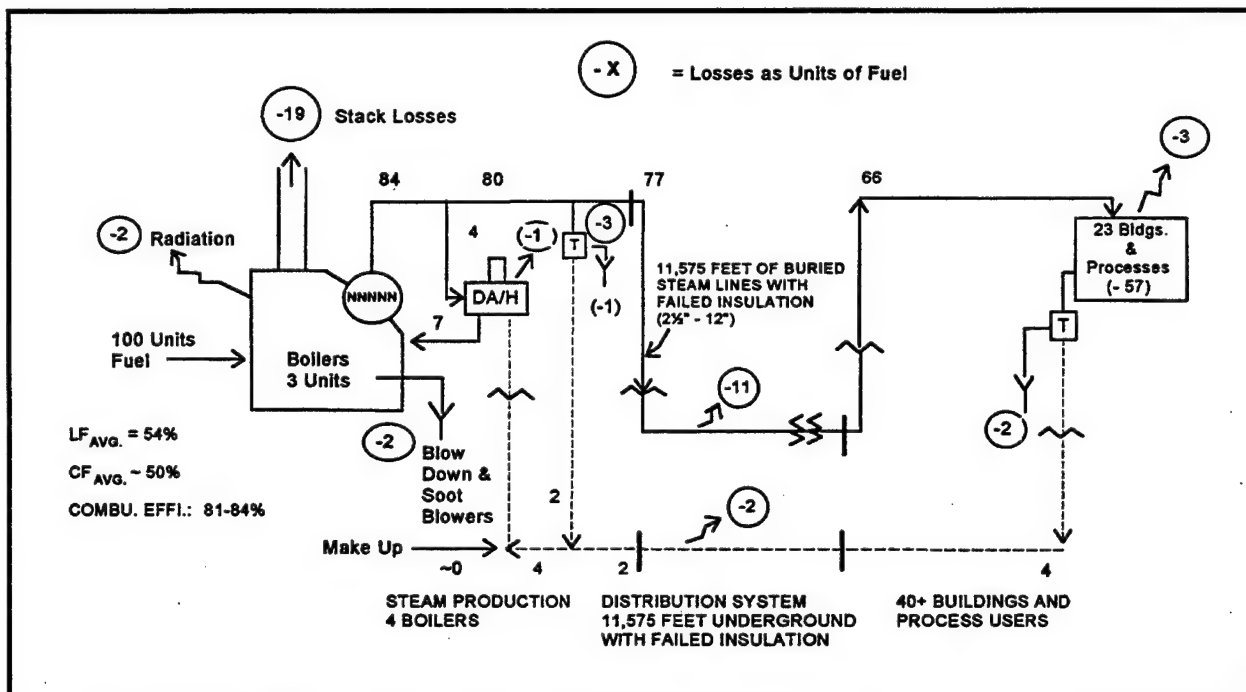 - X = Losses as Units of Fuel
-19 Stack Losses
-3
84 80 77 66
-2 Radiation
4 -1 T -3
NNNNN
DA/H
(-1)
11,575 FEET OF BURIED
STEAM LINES WITH
FAILED INSULATION
(2½" - 12")
23 Bldgs.
&
Processes
(- 57)
7
T
100 Units
Fuel
Boilers
3 Units
-11
-2
LF AVG. = 54%
CF AVG. ~ 50%
COMBU. EFFI.: 81-84%
-2
Blow
Down &
Soot
Blowers
2
-2
Make Up
~0 4 2 4
STEAM PRODUCTION
4 BOILERS
DISTRIBUTION SYSTEM
11,575 FEET UNDERGROUND
WITH FAILED INSULATION
40+ BUILDINGS AND
PROCESS USERS